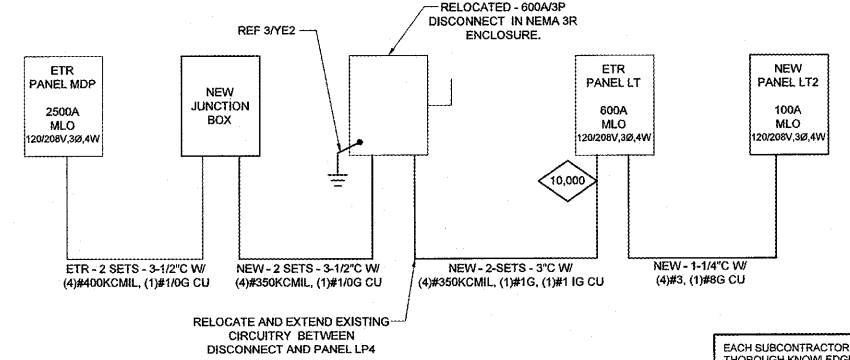 RELOCATED - 600A/3P
DISCONNECT IN NEMA 3R
ENCLOSURE.
REF 3/YE2
ETR
PANEL MDP
2500A
MLO
120/208V,3Ø,4W
NEW
JUNCTION
BOX
ETR
PANEL LT
600A
MLO
120/208V,3Ø,4W
NEW
PANEL LT2
100A
MLO
120/208V,3Ø,4W
10,000
ETR - 2 SETS - 3-1/2"C W/
(4)#400KCMIL, (1)#1/0G CU
NEW - 2 SETS - 3-1/2"C W/
(4)#350KCMIL, (1)#1/0G CU
NEW - 2-SETS - 3"C W/
(4)#350KCMIL, (1)#1G, (1)#1 IG CU
NEW - 1-1/4"C W/
(4)#3, (1)#8G CU
RELOCATE AND EXTEND EXISTING
CIRCUITRY BETWEEN
DISCONNECT AND PANEL LP4
EACH SUBCONTRACTOR
THOROUGH KNOWLEDGE